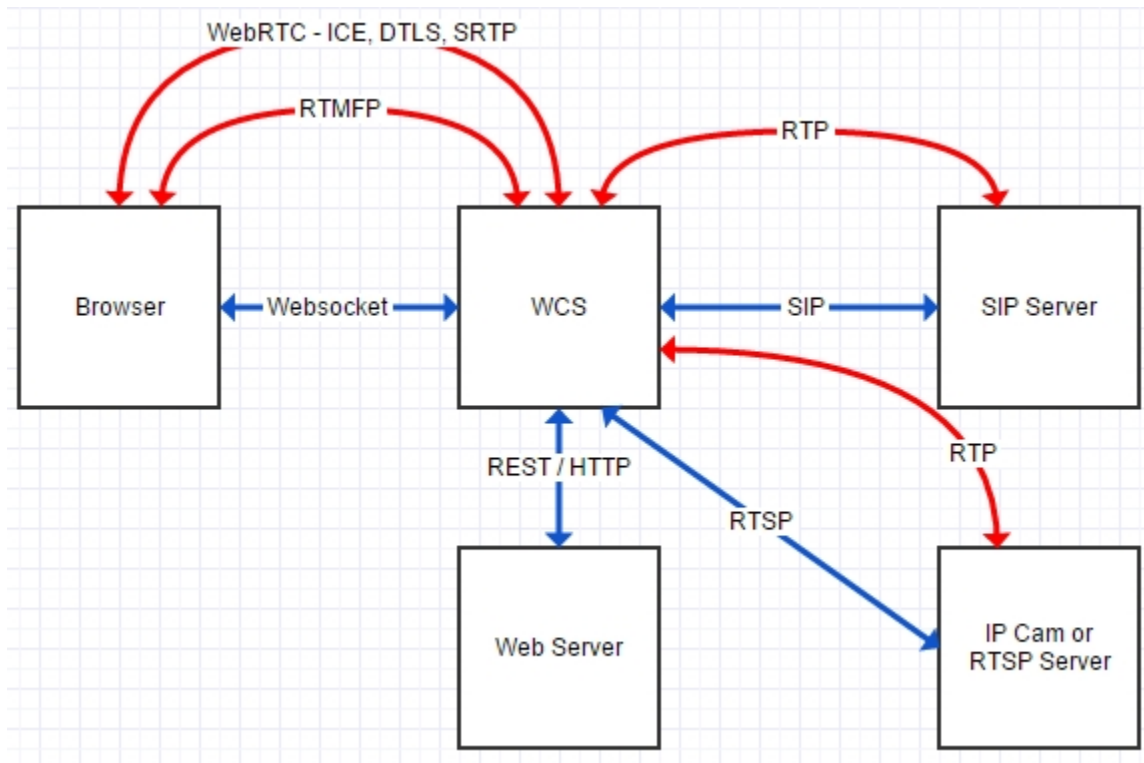 WebRTC - ICE, DTLS, SRTP
RTMFP
RTP
Browser
Websocket
WCS
SIP
SIP Server
RTP
REST / HTTP
RTSP
Web Server
IP Cam or
RTSP Server